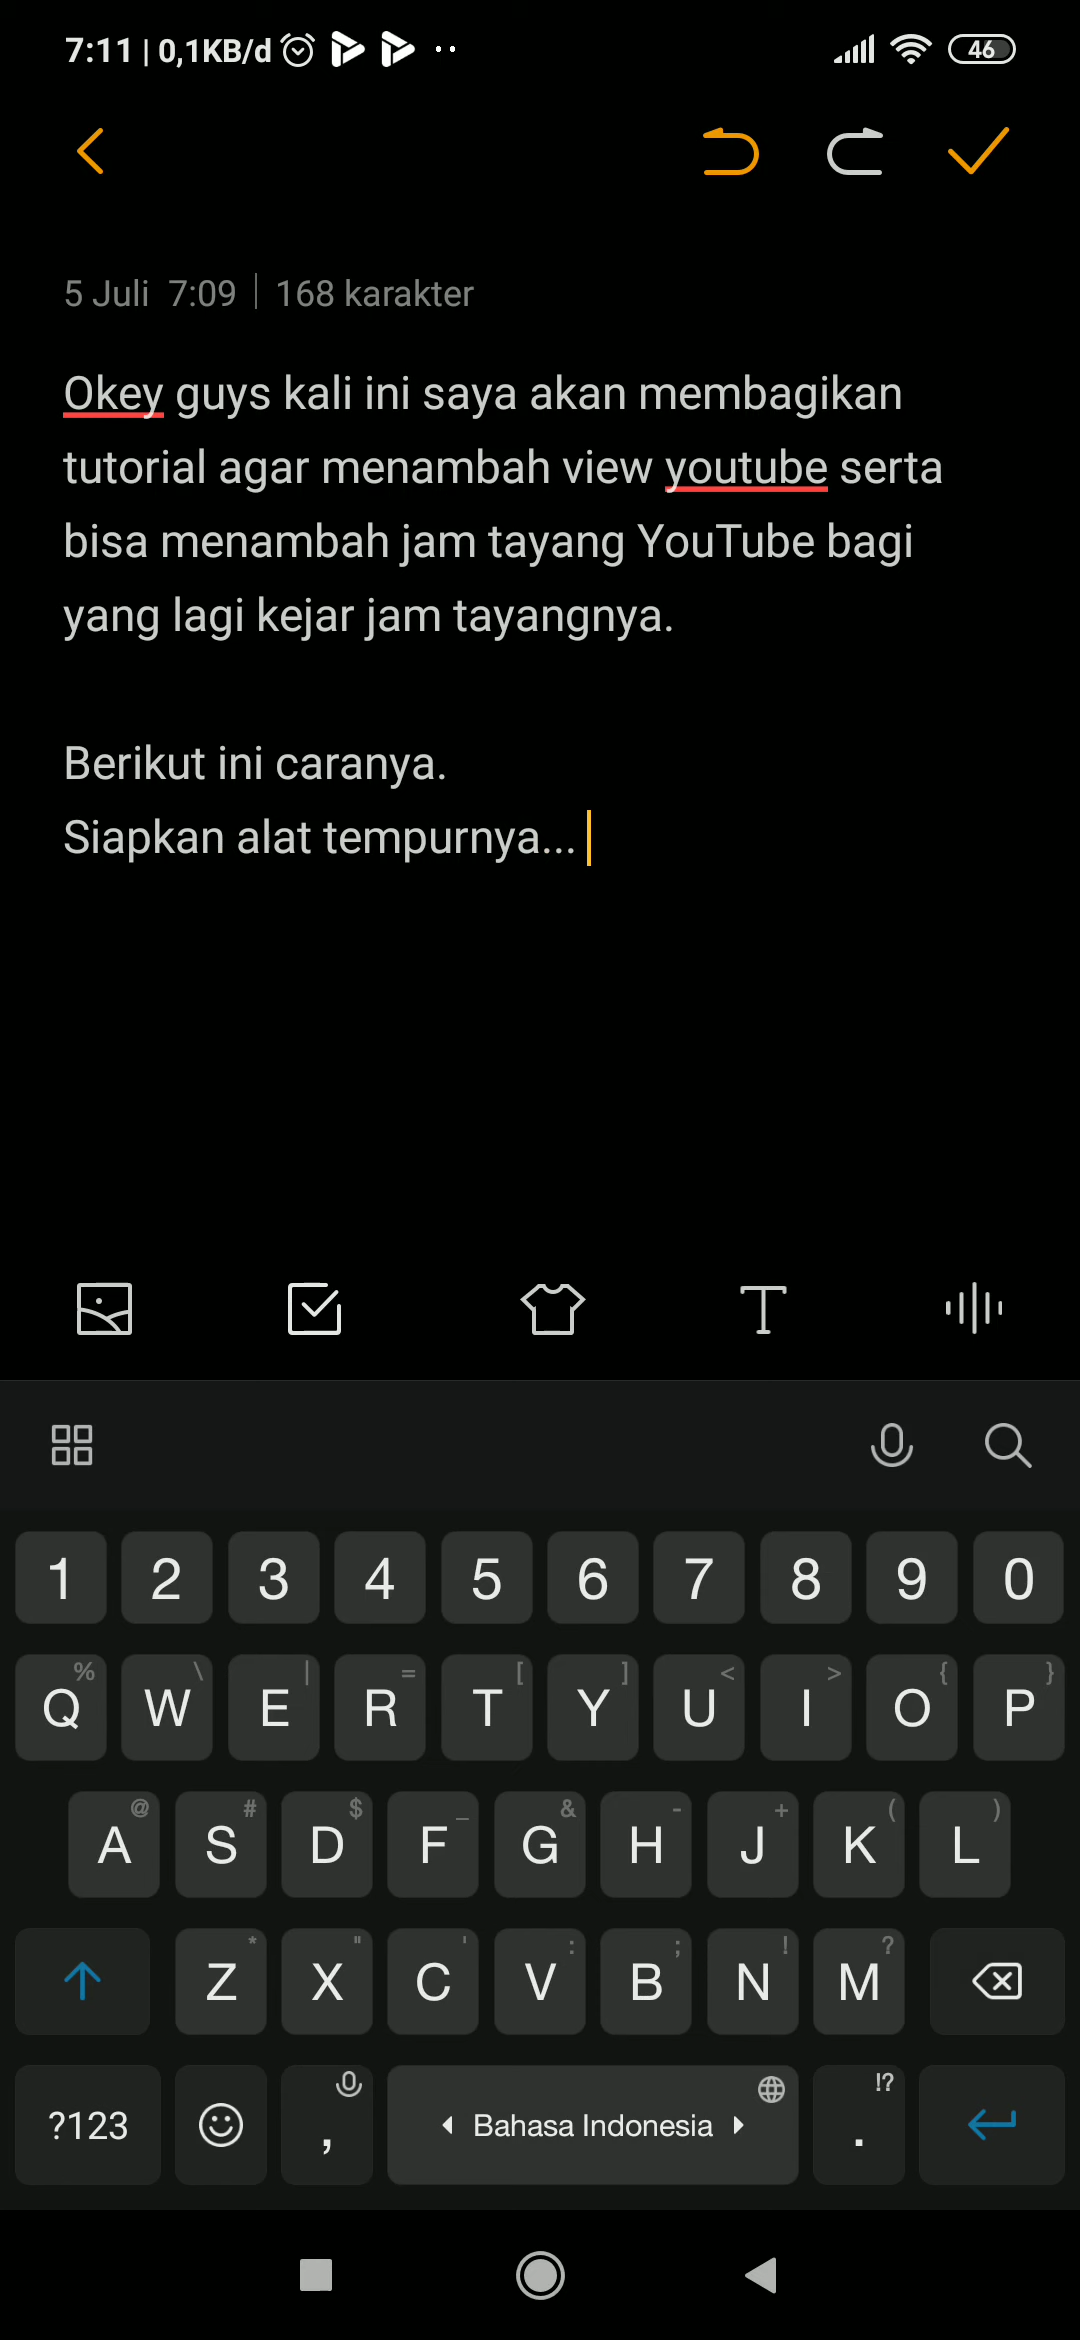 7:11 | 0,1KB/d 46
5 Juli 7:09 | 168 karakter
Okey guys kali ini saya akan membagikan
tutorial agar menambah view youtube serta
bisa menambah jam tayang YouTube bagi
yang lagi kejar jam tayangnya.
Berikut ini caranya.
Siapkan alat tempurnya...
T
1 2 3 4 5 6 7 8 9 0
% \ | = [ ] < > { }
Q W E R T Y U I O P
@ # $ _ & - + ( )
A S D F G H J K L
* " ' : ; ! ?
Z X C V B N M
!?
?123 , Bahasa Indonesia .